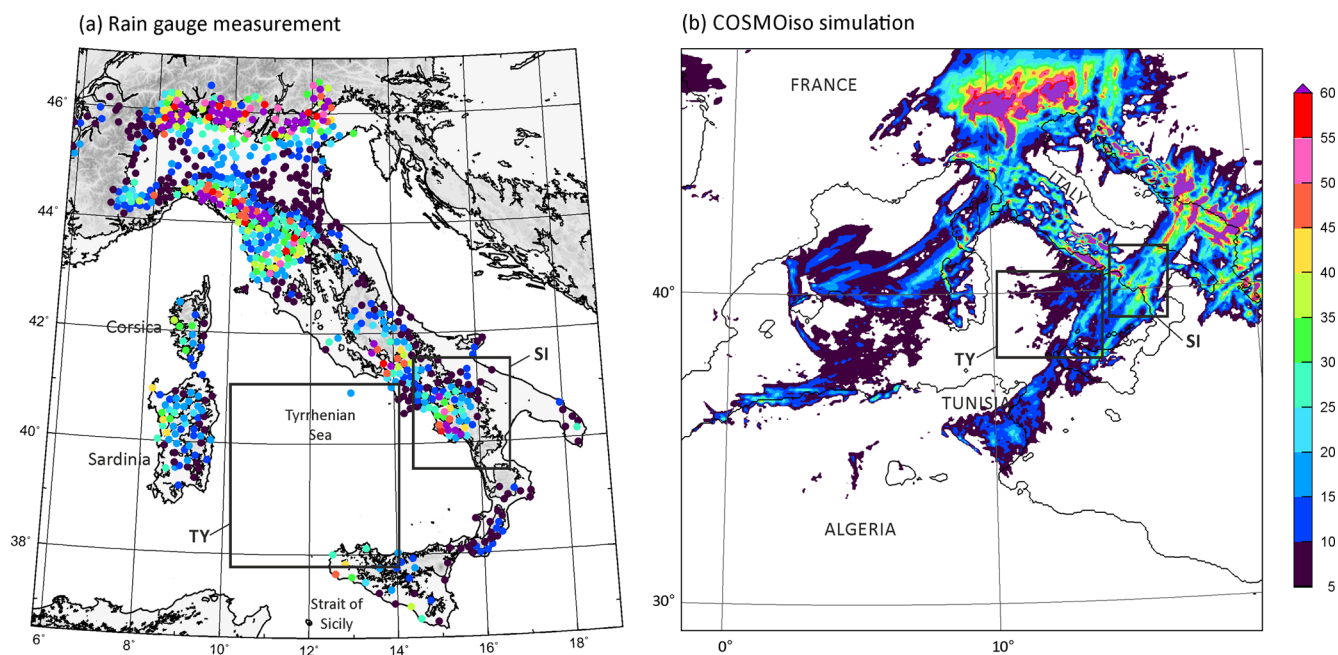 (a) Rain gauge measurement
46°
44°
42°
40°
38°
6°
8°
10°
12°
14°
16°
18°
Corsica
Sardinia
Tyrrhenian
Sea
TY
SI
Strait of
Sicily
(b) COSMOiso simulation
FRANCE
ITALY
TUNISIA
ALGERIA
TY
SI
40°
30°
0°
10°
60
55
50
45
40
35
30
25
20
15
10
5